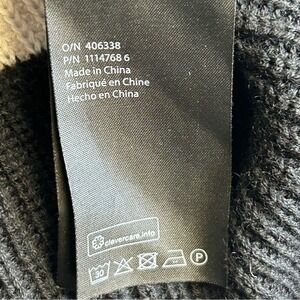 O/N 406338
P/N 1114768 6
Made in China
Fabriqué en Chine
Hecho en China
clevercare.info
30
P